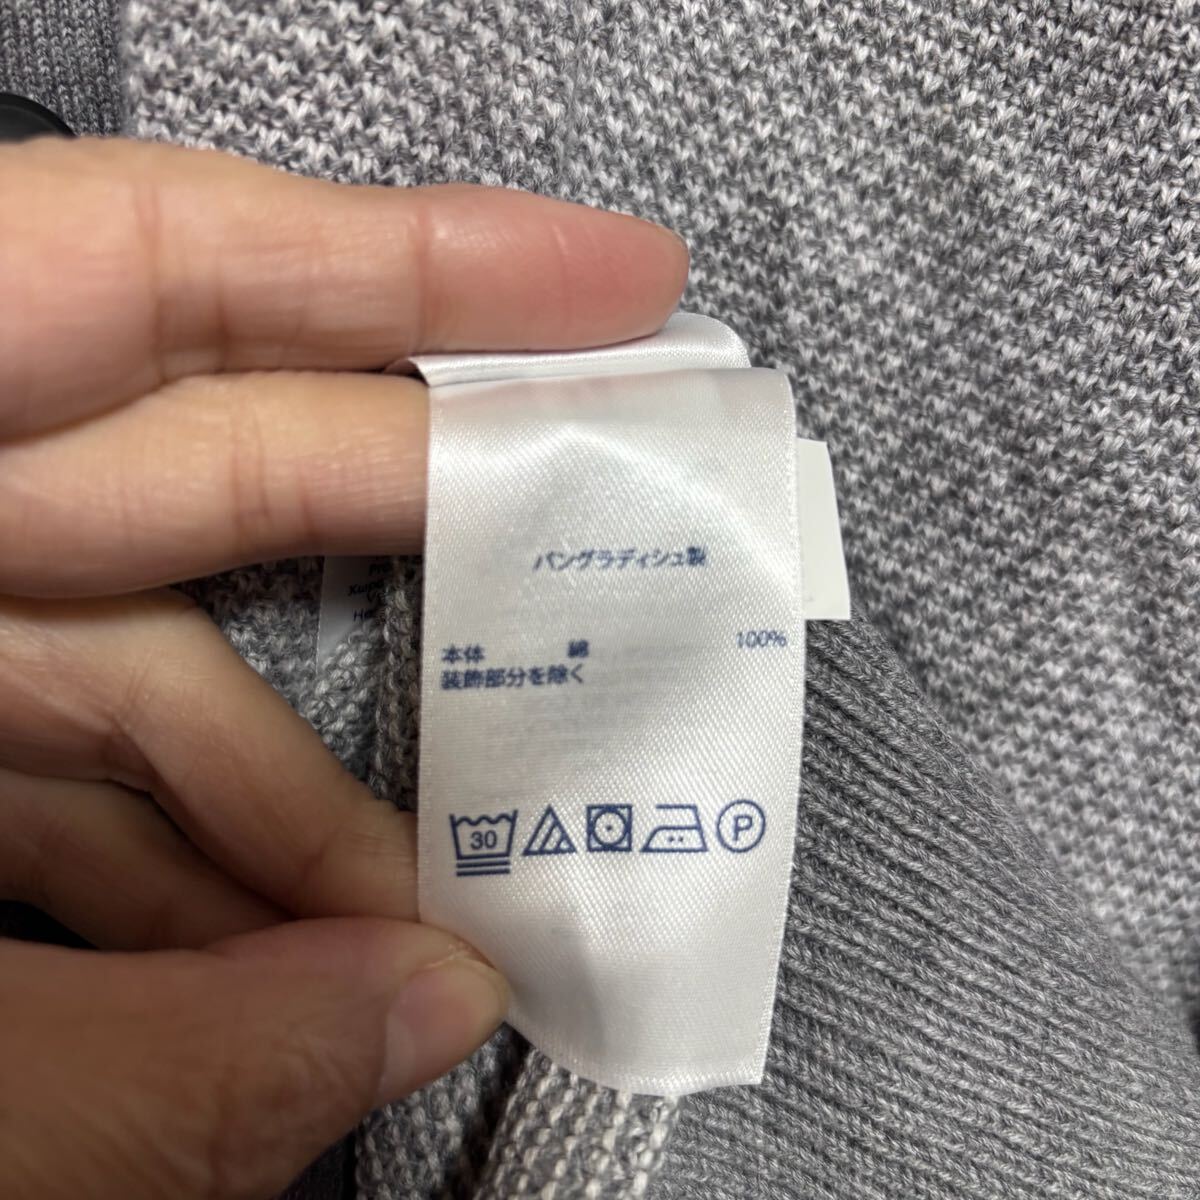 バングラディシュ製
本体 綿 100%
装飾部分を除く
30
P